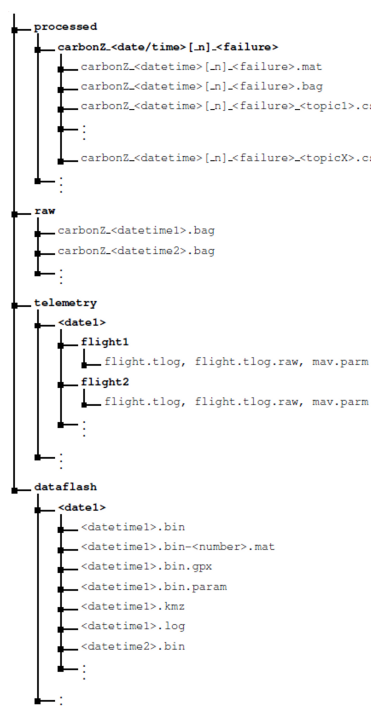 processed
carbonZ_<date/time>[_n]_<failure>
carbonZ_<datetime>[_n]_<failure>.mat
carbonZ_<datetime>[_n]_<failure>.bag
carbonZ_<datetime>[_n]_<failure>_<topic1>.c
carbonZ_<datetime>[_n]_<failure>_<topicX>.c
raw
carbonZ_<datetime1>.bag
carbonZ_<datetime2>.bag
telemetry
<date1>
flight1
flight.tlog, flight.tlog.raw, mav.parm
flight2
flight.tlog, flight.tlog.raw, mav.parm
dataflash
<date1>
<datetime1>.bin
<datetime1>.bin-<number>.mat
<datetime1>.bin.gpx
<datetime1>.bin.param
<datetime1>.kmz
<datetime1>.log
<datetime2>.bin